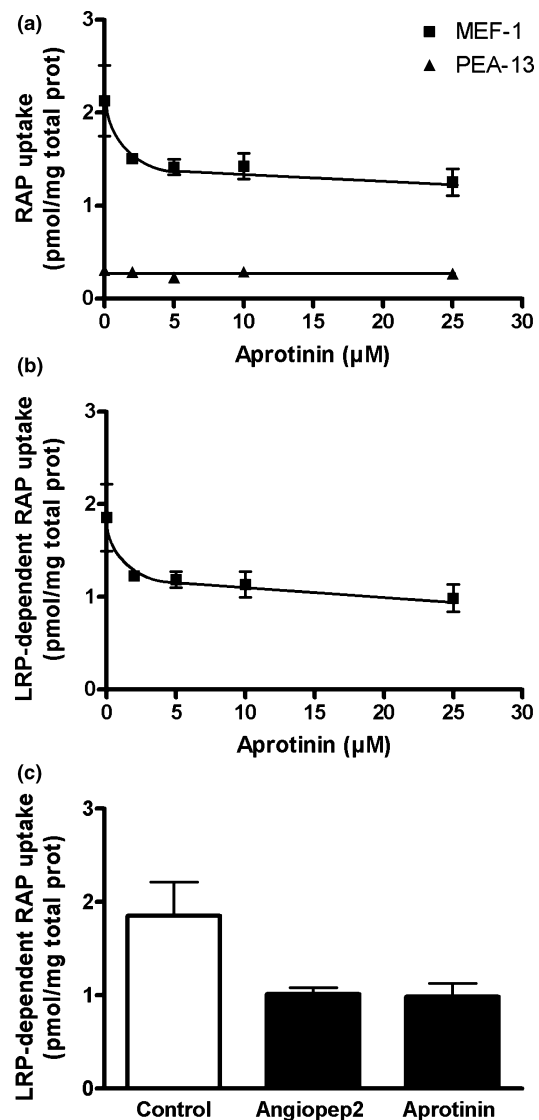 (a)
MEF-1
PEA-13
RAP uptake
(pmol/mg total prot)
3
2
1
0
0 5 10 15 20 25 30
Aprotinin (µM)
(b)
LRP-dependent RAP uptake
(pmol/mg total prot)
3
2
1
0
0 5 10 15 20 25 30
Aprotinin (µM)
(c)
LRP-dependent RAP uptake
(pmol/mg total prot)
3
2
1
0
Control Angiopep2 Aprotinin